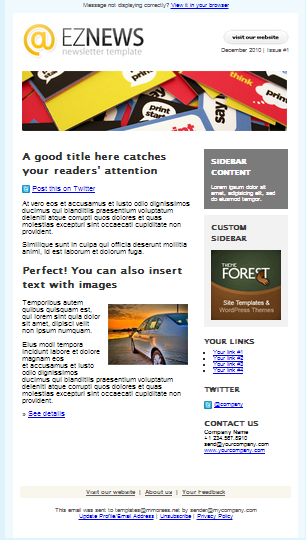 Message not displaying correctly? View it in your browser
@ EZNEWS
newsletter template
visit our website
December 2010 | Issue #1
print
start
think
print
start
A good title here catches
your readers' attention
Post this on Twitter
At vero eos et accusamus et iusto odio dignissimos
ducimus qui blanditiis praesentium voluptatum
deleniti atque corrupti quos dolores et quas
molestias excepturi sint occaecati cupiditate non
provident.
Similique sunt in culpa qui officia deserunt mollitia
animi, id est laborum et dolorum fuga.
Perfect! You can also insert
text with images
Temporibus autem
quibus quisquam est,
qui lorem sint quia dolor
sit amet, dipisci velit
non ipsum numquam.
Eius modi tempora
incidunt labore et dolore
magnam eos
et accusamus et iusto
odio dignissimos
ducimus qui blanditiis praesentium voluptatum
deleniti atque corrupti quos dolores et quas
molestias excepturi sint occaecati cupiditate non
provident.
» See details
SIDEBAR
CONTENT
Lorem ipsum dolor sit
amet, adipisicing elit, sed
do eiusmod tempor.
CUSTOM
SIDEBAR
THEME
FOREST
Site Templates &
WordPress Themes
YOUR LINKS
Your link #1
Your link #2
Your link #3
Your link #4
TWITTER
@company
CONTACT US
Company Name
+1 234.567.8910
send@yourcompany.com
www.yourcompany.com
Visit our website | About us | Your Feedback
This email was sent to templates@mmorees.net by sender@mycompany.com
Update Profile/Email Address | Unsubscribe | Privacy Policy